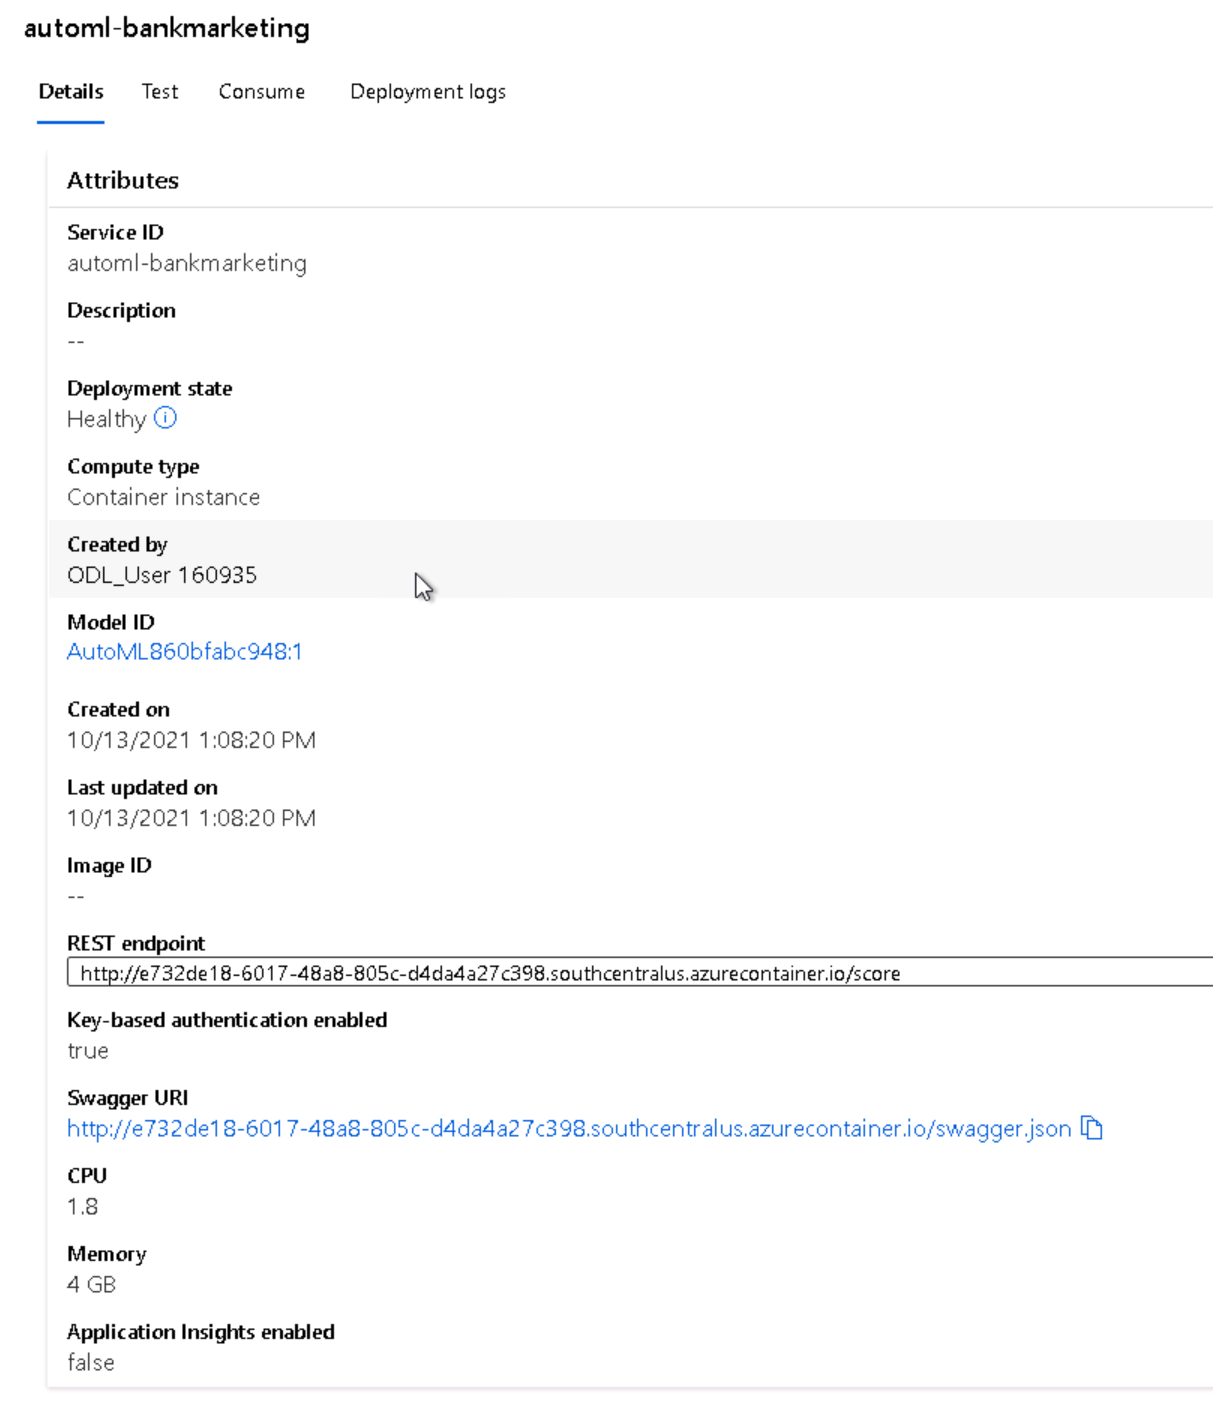 automl-bankmarketing
Details Test Consume Deployment logs
Attributes
Service ID
automl-bankmarketing
Description
--
Deployment state
Healthy
Compute type
Container instance
Created by
ODL_User 160935
Model ID
AutoML860bfabc948:1
Created on
10/13/2021 1:08:20 PM
Last updated on
10/13/2021 1:08:20 PM
Image ID
--
REST endpoint
http://e732de18-6017-48a8-805c-d4da4a27c398.southcentralus.azurecontainer.io/score
Key-based authentication enabled
true
Swagger URI
http://e732de18-6017-48a8-805c-d4da4a27c398.southcentralus.azurecontainer.io/swagger.json
CPU
1.8
Memory
4 GB
Application Insights enabled
false